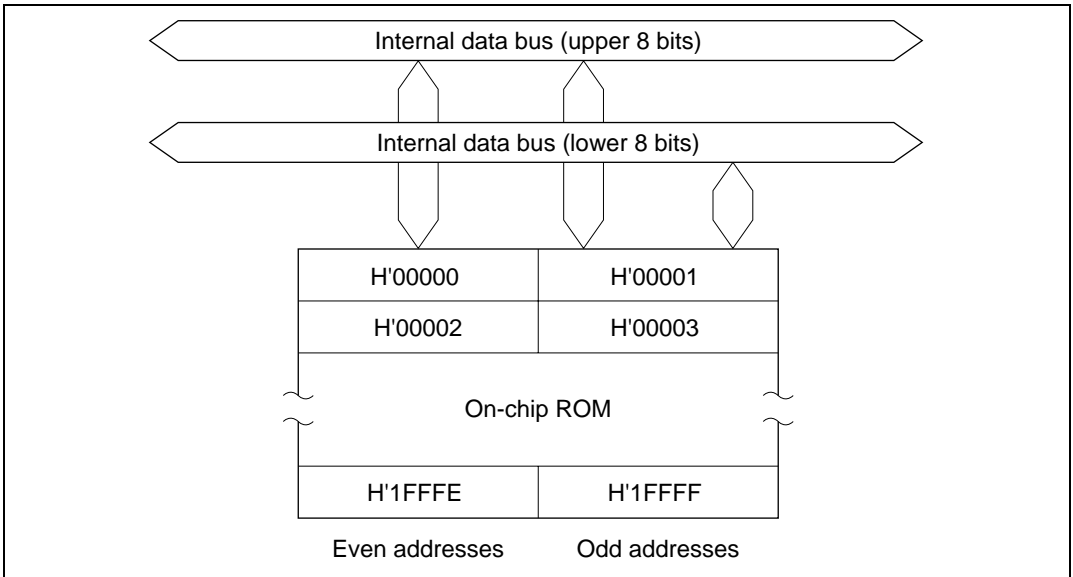 Internal data bus (upper 8 bits)
Internal data bus (lower 8 bits)
H'00000 H'00001
H'00002 H'00003
On-chip ROM
H'1FFFE H'1FFFF
Even addresses Odd addresses